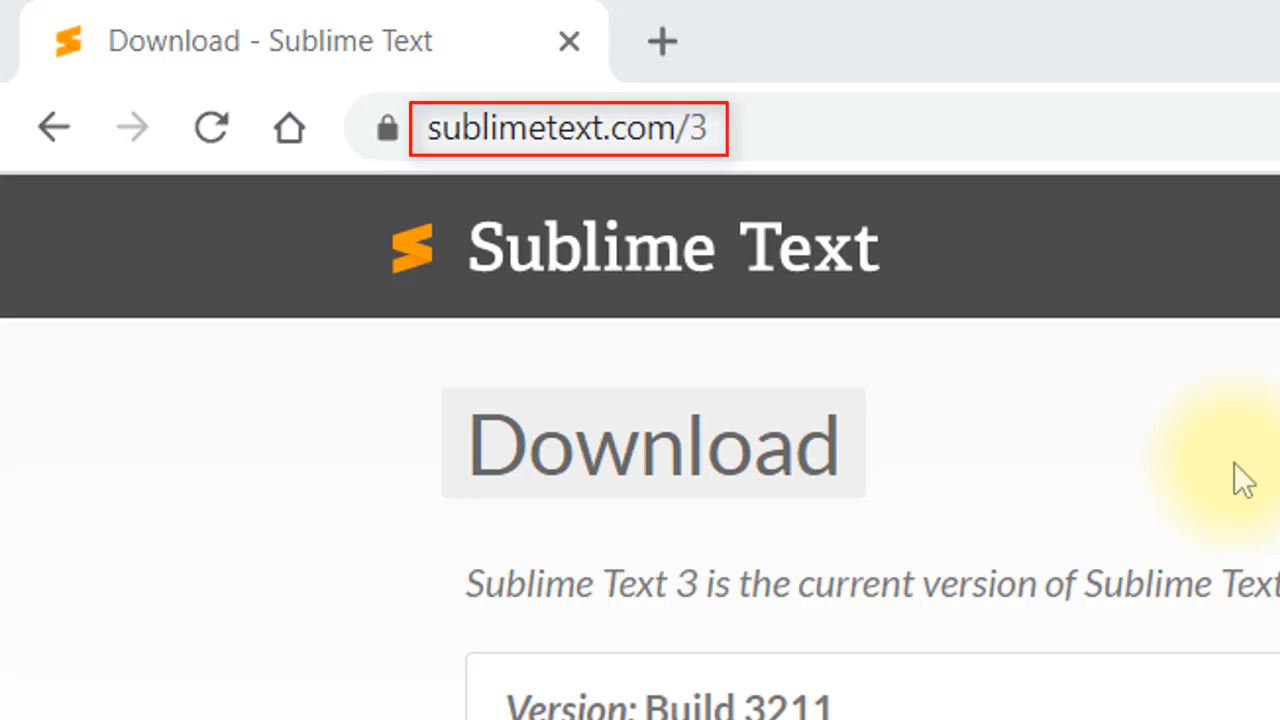 Download - Sublime Text
sublimetext.com/3
Sublime Text
Download
Sublime Text 3 is the current version of Sublime Text
Version: Build 3211